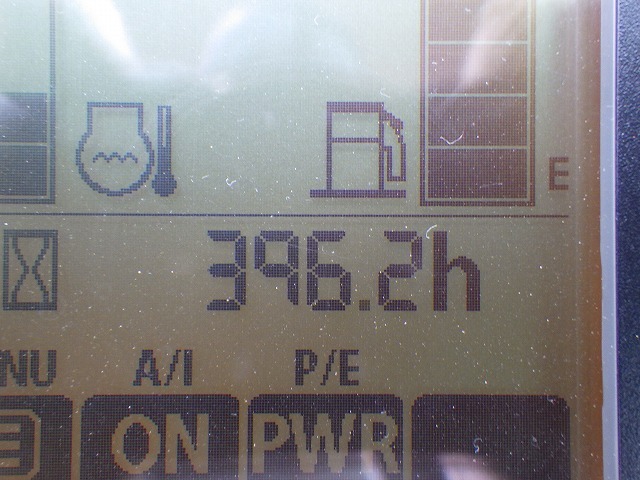 E
396.2h
A/I P/E
ON PWR